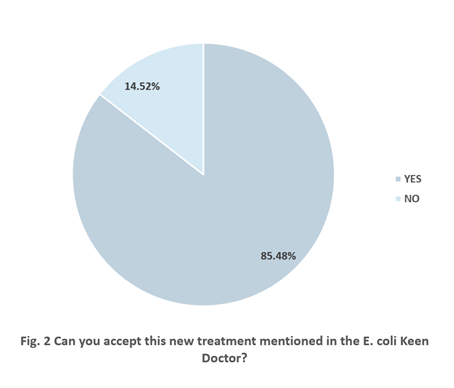 14.52%
YES
NO
85.48%
Fig. 2 Can you accept this new treatment mentioned in the E. coli Keen
Doctor?